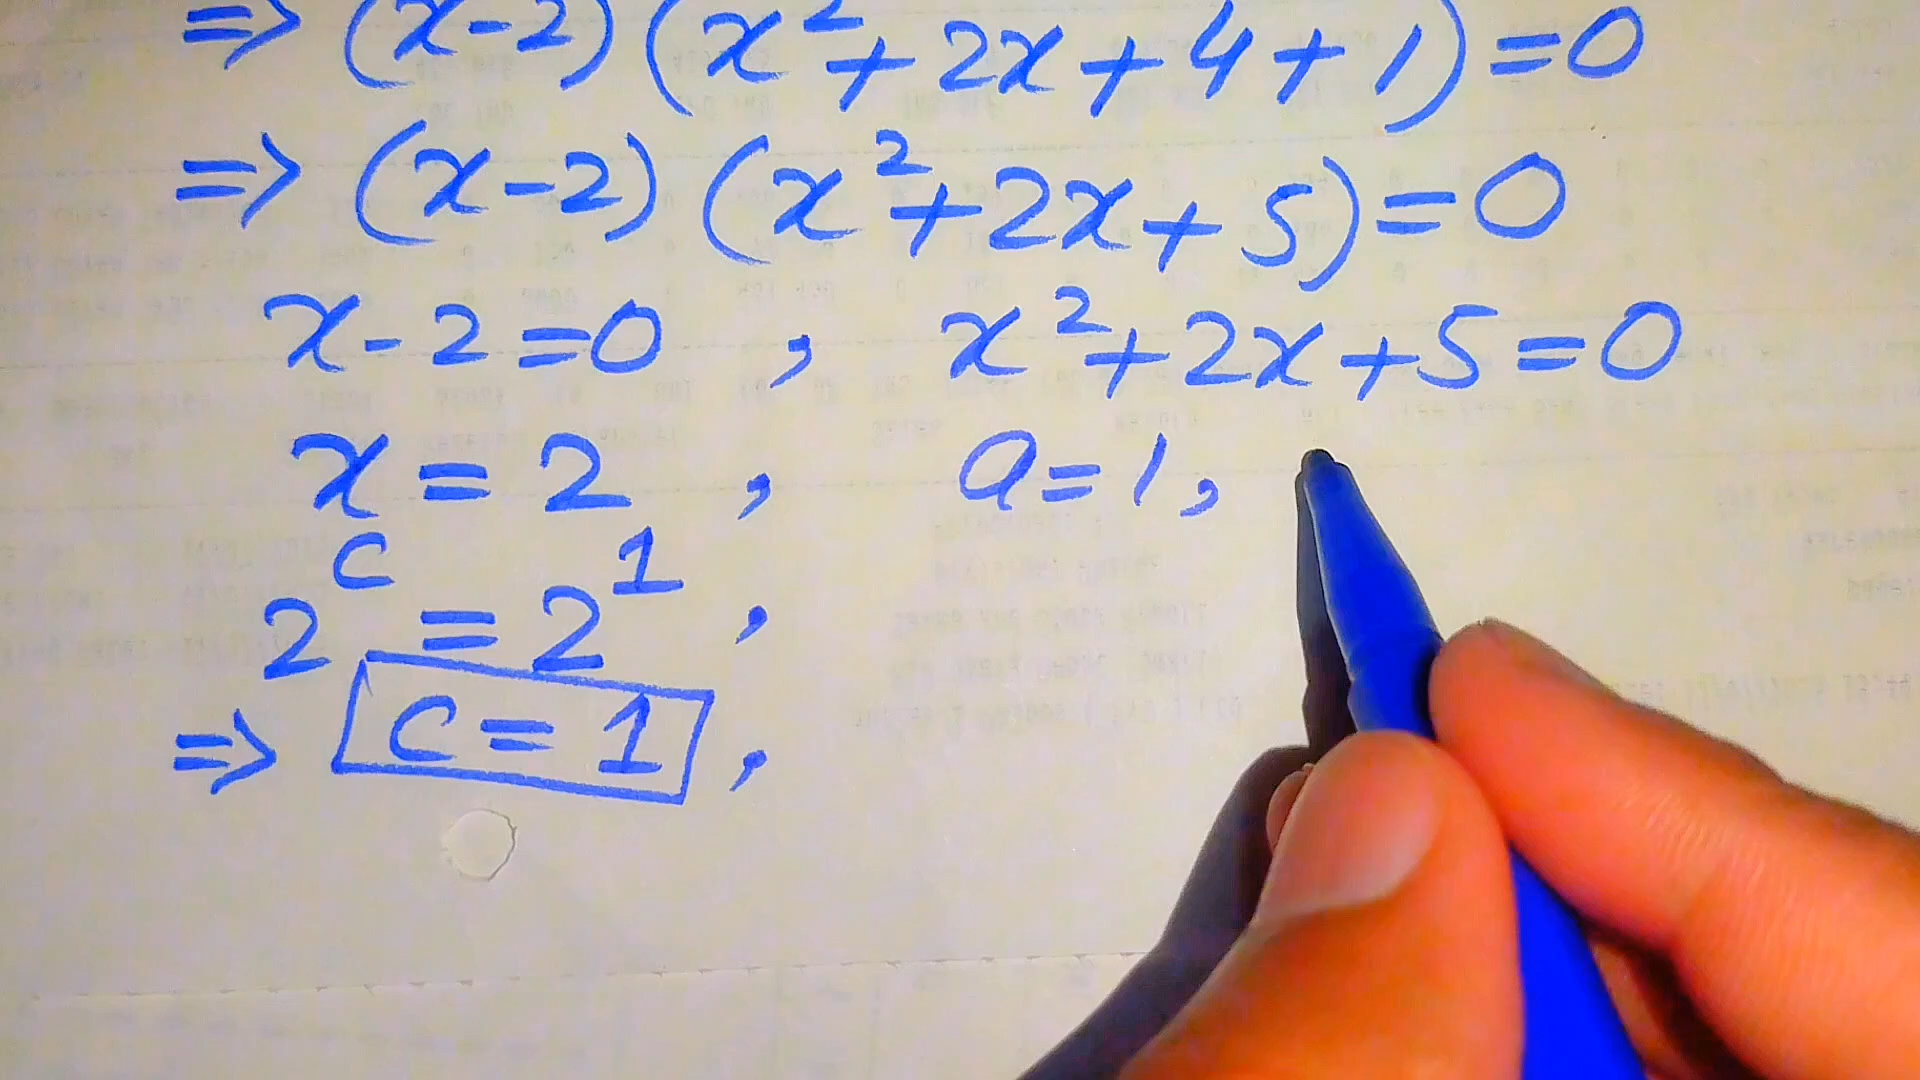 => (x-2)(x²+2x+4+1)=0
=> (x-2)(x²+2x+5)=0
x-2=0 , x²+2x+5=0
x=2 , a=1,
2^c = 2^1 ,
=> c=1 ,